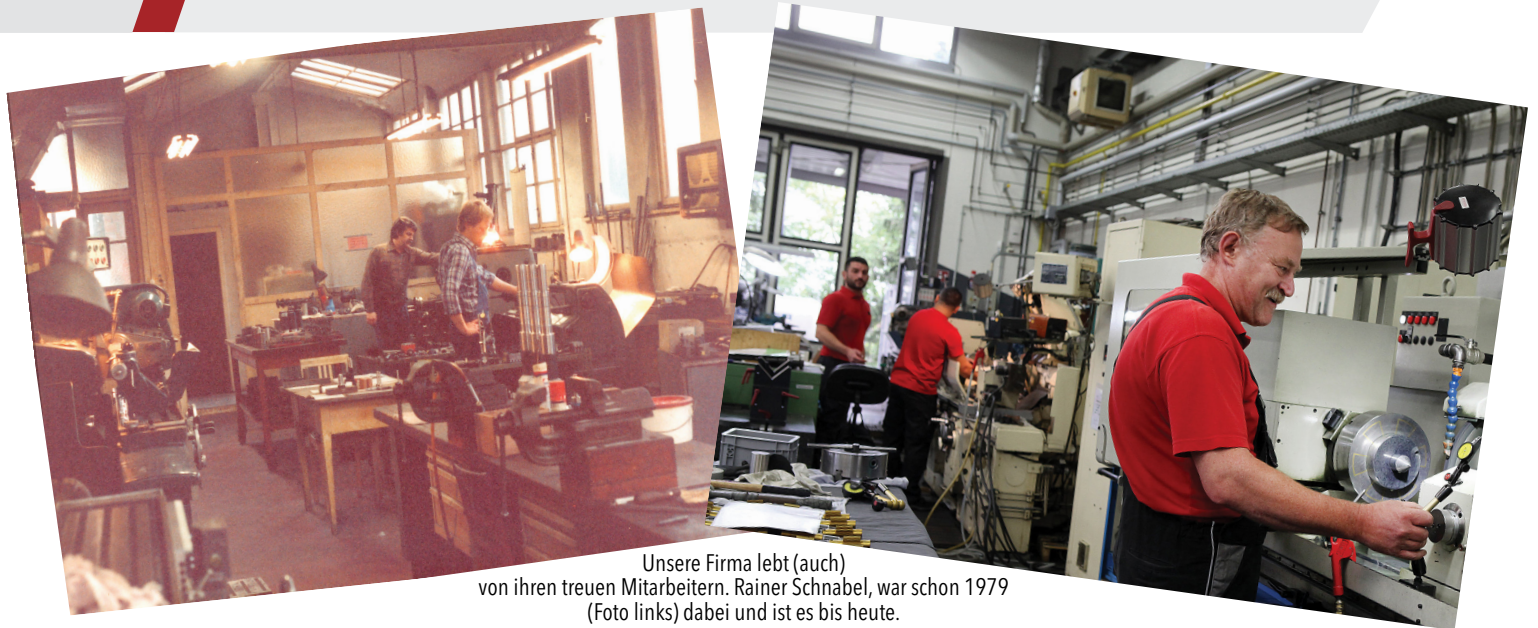 Unsere Firma lebt (auch)
von ihren treuen Mitarbeitern. Rainer Schnabel, war schon 1979
(Foto links) dabei und ist es bis heute.